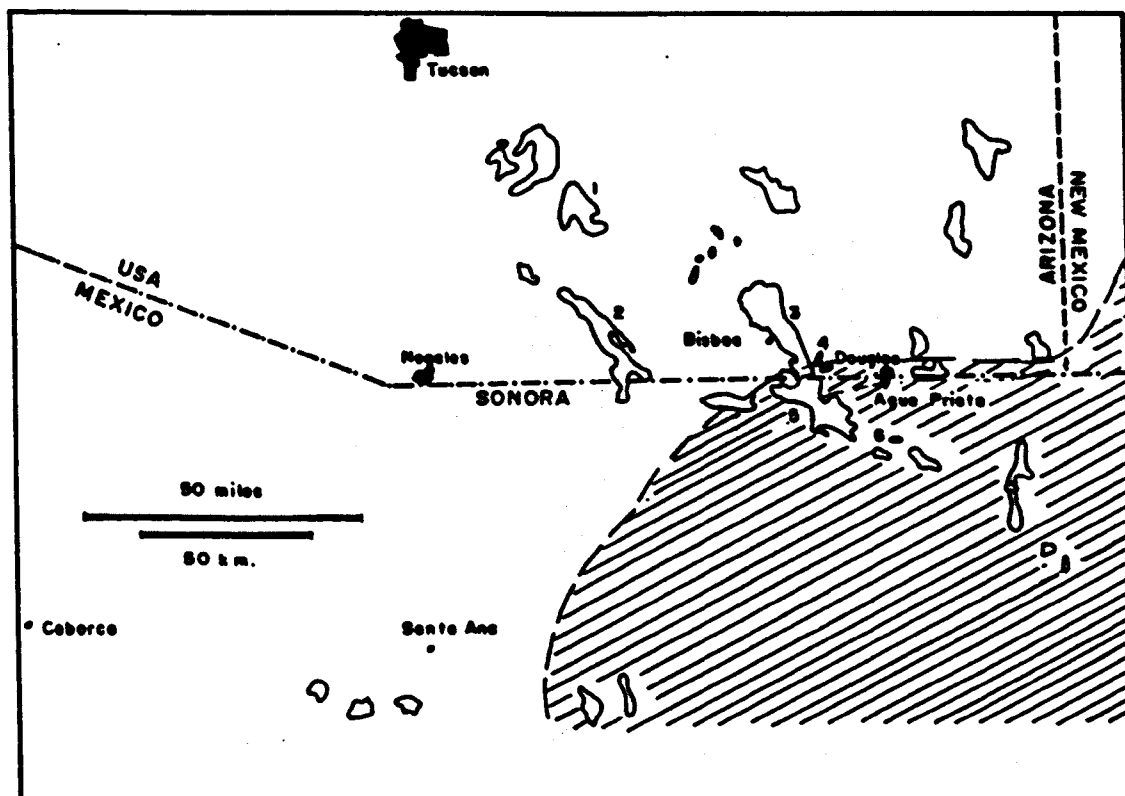 Tucson
1
ARIZONA
NEW MEXICO
USA
MEXICO
2
3
Bisbee
4
Douglas
Nogales
SONORA
Agua Prieta
5
6
50 miles
50 km.
D
Caborca
Santa Ana